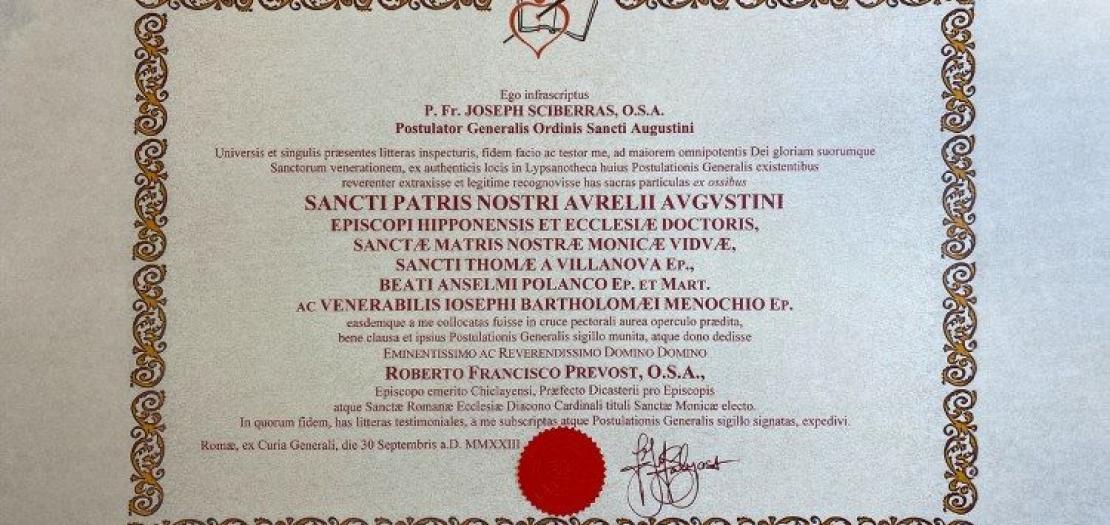 Ego infrascriptus
P. Fr. JOSEPH SCIBERRAS, O.S.A.
Postulator Generalis Ordinis Sancti Augustini
Universis et singulis præsentes litteras inspecturis, fidem facio ac testor me, ad maiorem omnipotentis Dei gloriam suorumque
Sanctorum venerationem, ex authenticis locis in Lypsanotheca huius Postulationis Generalis existentibus
reverenter extraxisse et legitime recognovisse has sacras particulas ex ossibus
SANCTI PATRIS NOSTRI AVRELII AVGVSTINI
EPISCOPI HIPPONENSIS ET ECCLESIÆ DOCTORIS,
SANCTÆ MATRIS NOSTRÆ MONICÆ VIDVÆ,
SANCTI THOMÆ A VILLANOVA EP.,
BEATI ANSELMI POLANCO EP. ET MART.
AC VENERABILIS IOSEPHI BARTHOLOMÆI MENOCHIO EP.
easdemque a me collocatas fuisse in cruce pectorali aurea operculo prædita,
bene clausa et ipsius Postulationis Generalis sigillo munita, atque dono dedisse
EMINENTISSIMO AC REVERENDISSIMO DOMINO DOMINO
ROBERTO FRANCISCO PREVOST, O.S.A.,
Episcopo emerito Chiclayensi, Præfecto Dicasterii pro Episcopis
atque Sanctæ Romanæ Ecclesiæ Diacono Cardinali tituli Sanctæ Monicæ electo.
In quorum fidem, has litteras testimoniales, a me subscriptas atque Postulationis Generalis sigillo signatas, expedivi.
Romæ, ex Curia Generali, die 30 Septembris a.D. MMXXIII